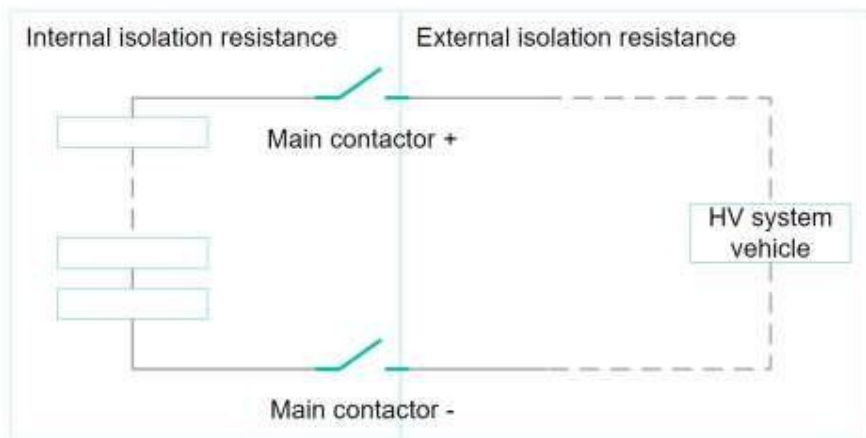 Internal isolation resistance
External isolation resistance
Main contactor +
HV system
vehicle
Main contactor -